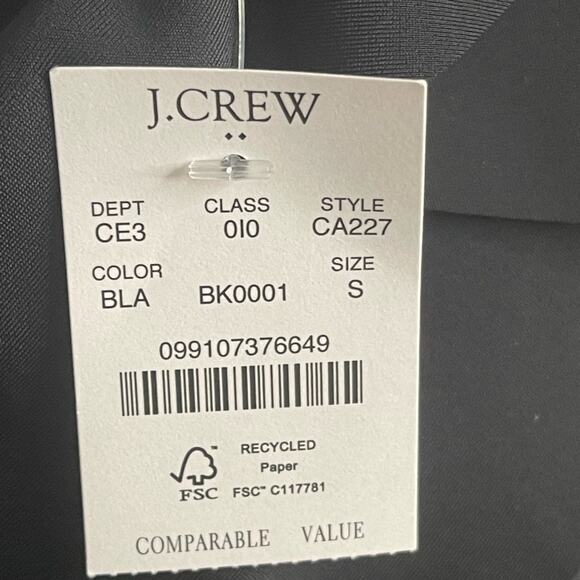 J.CREW
DEPT CLASS STYLE
CE3 0I0 CA227
COLOR SIZE
BLA BK0001 S
099107376649
RECYCLED
Paper
FSC™ C117781
™
FSC
COMPARABLE VALUE